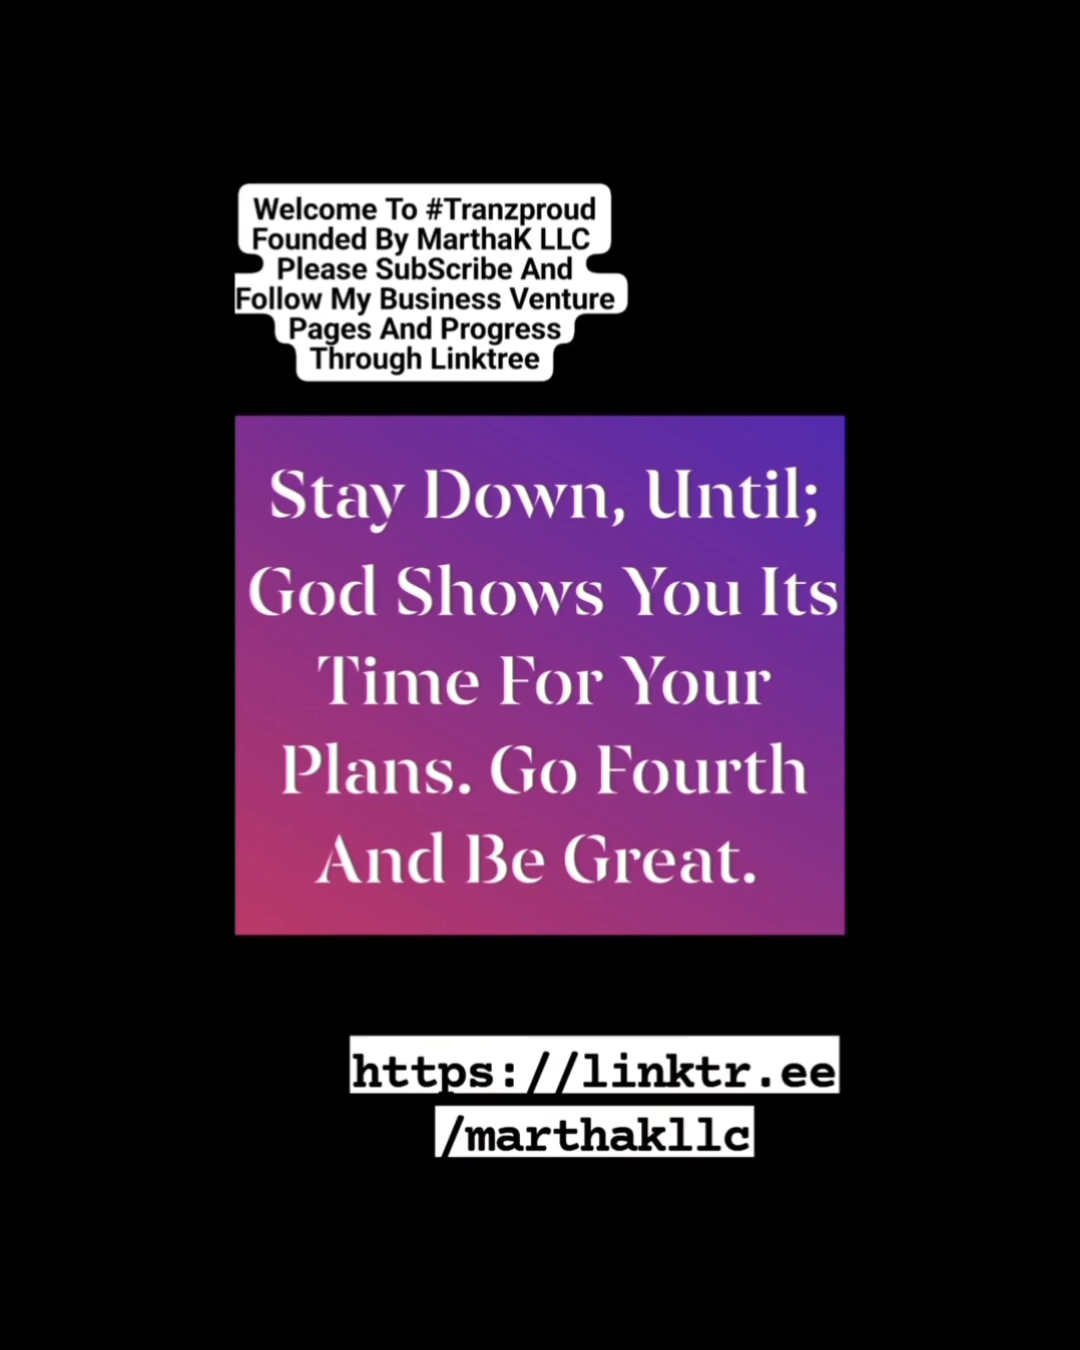 Welcome To #Tranzproud
Founded By MarthaK LLC
Please SubScribe And
Follow My Business Venture
Pages And Progress
Through Linktree
Stay Down, Until;
God Shows You Its
Time For Your
Plans. Go Fourth
And Be Great.
https://linktr.ee
/marthakllc